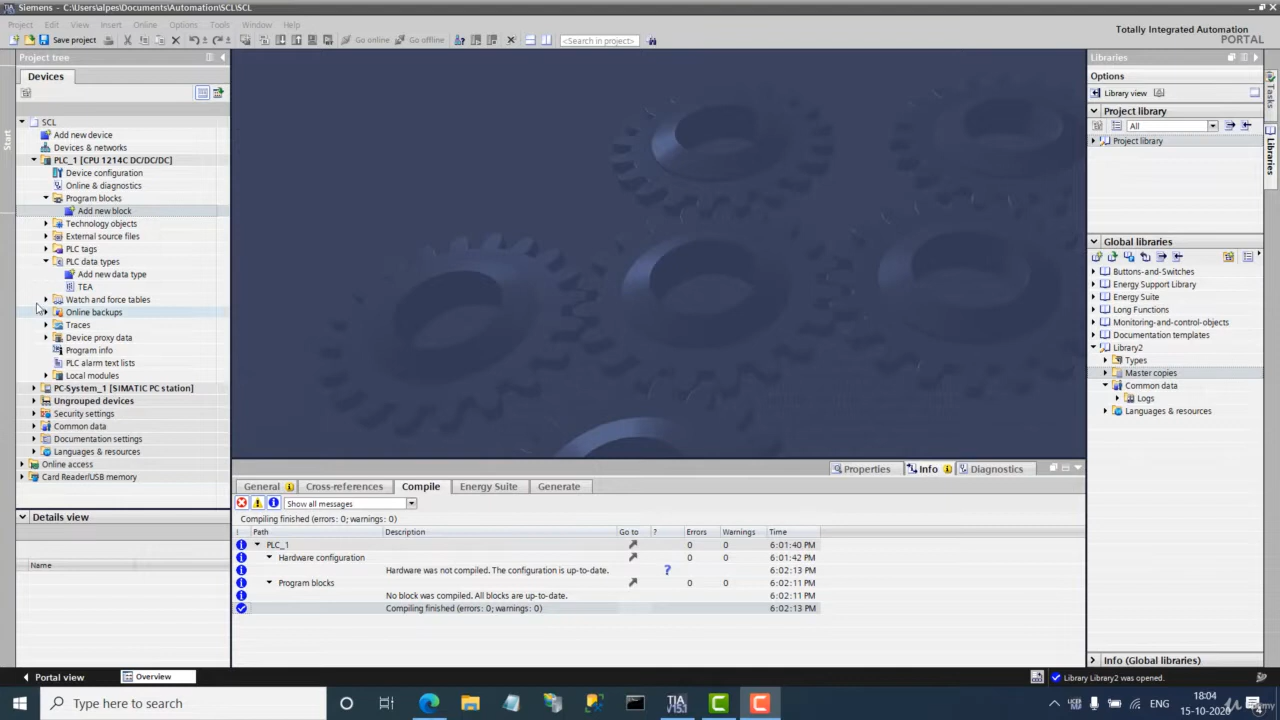 Siemens - C:\Users\alpes\Documents\Automation\SCL\SCL
Project Edit View Insert Online Options Tools Window Help
Save project Go online Go offline <Search in project>
Totally Integrated Automation
PORTAL
Project tree
Devices
Start
SCL
Add new device
Devices & networks
PLC_1 [CPU 1214C DC/DC/DC]
Device configuration
Online & diagnostics
Program blocks
Add new block
Technology objects
External source files
PLC tags
PLC data types
Add new data type
TEA
Watch and force tables
Online backups
Traces
Device proxy data
Program info
PLC alarm text lists
Local modules
PC-System_1 [SIMATIC PC station]
Ungrouped devices
Security settings
Common data
Documentation settings
Languages & resources
Online access
Card Reader/USB memory
Details view
Name
Properties Info Diagnostics
General Cross-references Compile Energy Suite Generate
Show all messages
Compiling finished (errors: 0; warnings: 0)
! Path Description Go to ? Errors Warnings Time
PLC_1 0 0 6:01:40 PM
Hardware configuration 0 0 6:01:42 PM
Hardware was not compiled. The configuration is up-to-date. ? 6:02:13 PM
Program blocks 0 0 6:02:11 PM
No block was compiled. All blocks are up-to-date. 6:02:11 PM
Compiling finished (errors: 0; warnings: 0) 6:02:13 PM
Libraries
Options
Library view
Project library
All
Project library
Global libraries
Buttons-and-Switches
Energy Support Library
Energy Suite
Long Functions
Monitoring-and-control-objects
Documentation templates
Library2
Types
Master copies
Common data
Logs
Languages & resources
Info (Global libraries)
Tasks
Libraries
Portal view Overview
Library Library2 was opened.
Type here to search
ENG
18:04
15-10-2020